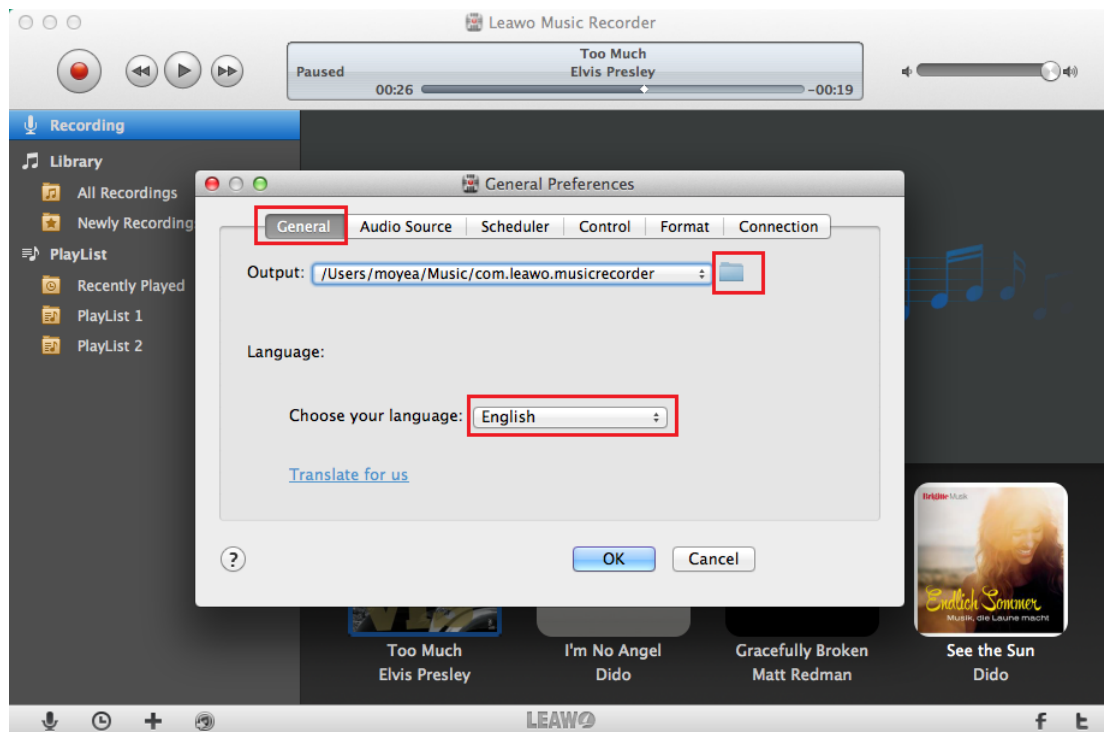 Leawo Music Recorder
Too Much
Paused
Elvis Presley
00:26
-00:19
Recording
Library
All Recordings
Newly Recording
PlayList
Recently Played
PlayList 1
PlayList 2
General Preferences
General Audio Source Scheduler Control Format Connection
Output: /Users/moyea/Music/com.leawo.musicrecorder
Language:
Choose your language: English
Translate for us
? OK Cancel
Brigitte Musik
Endlich Sommer
Musik, die Laune macht
Too Much I'm No Angel Gracefully Broken See the Sun
Elvis Presley Dido Matt Redman Dido
LEAWO